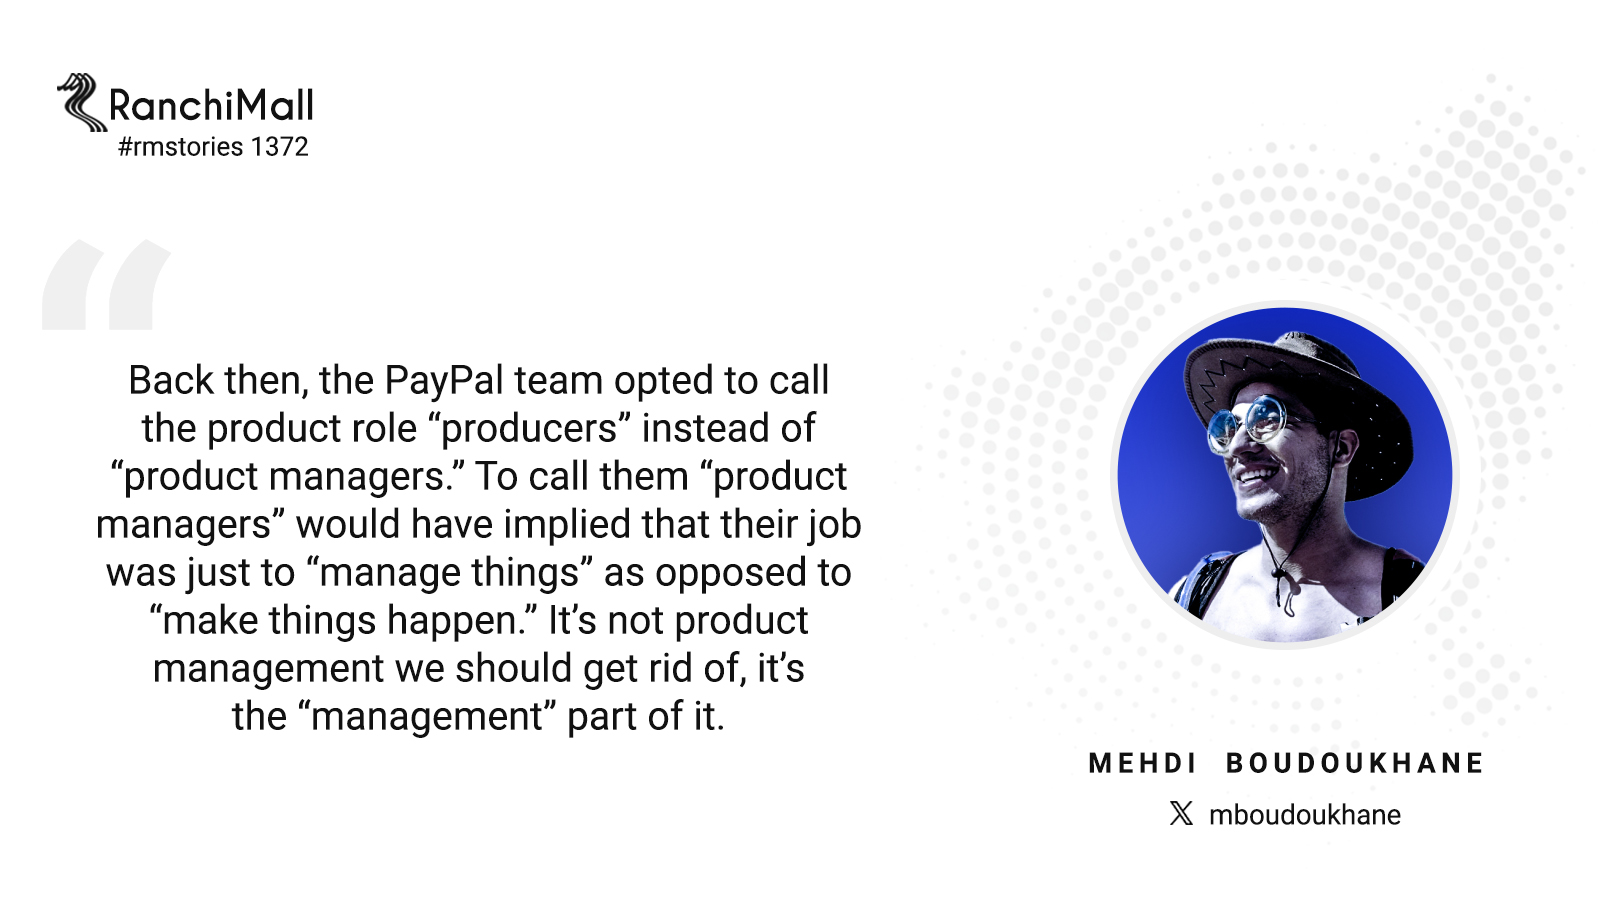 RanchiMall
#rmstories 1372
“
Back then, the PayPal team opted to call
the product role “producers” instead of
“product managers.” To call them “product
managers” would have implied that their job
was just to “manage things” as opposed to
“make things happen.” It’s not product
management we should get rid of, it’s
the “management” part of it.
MEHDI BOUDOUKHANE
𝕏 mboudoukhane